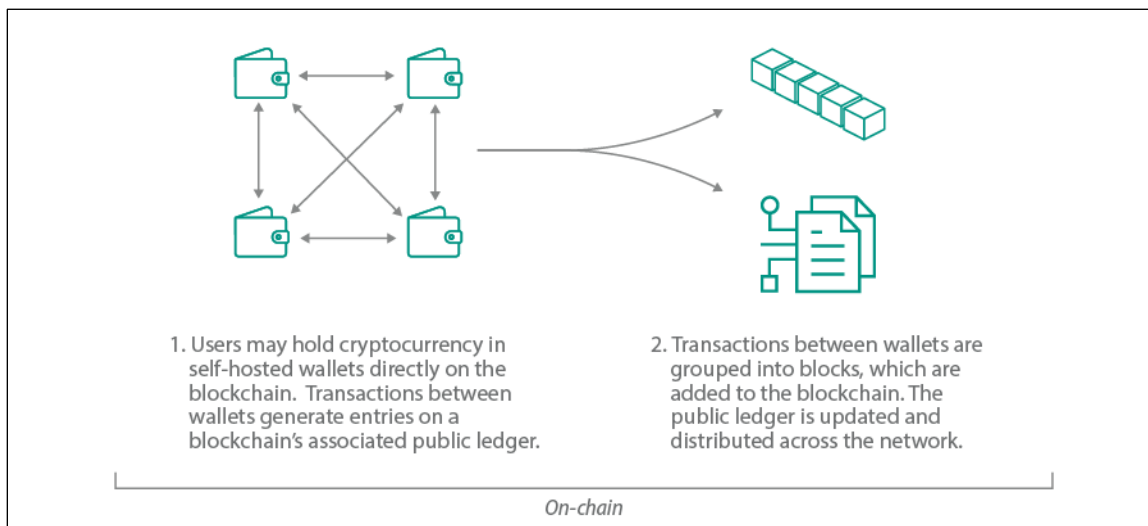 1. Users may hold cryptocurrency in
self-hosted wallets directly on the
blockchain. Transactions between
wallets generate entries on a
blockchain's associated public ledger.
2. Transactions between wallets are
grouped into blocks, which are
added to the blockchain. The
public ledger is updated and
distributed across the network.
On-chain